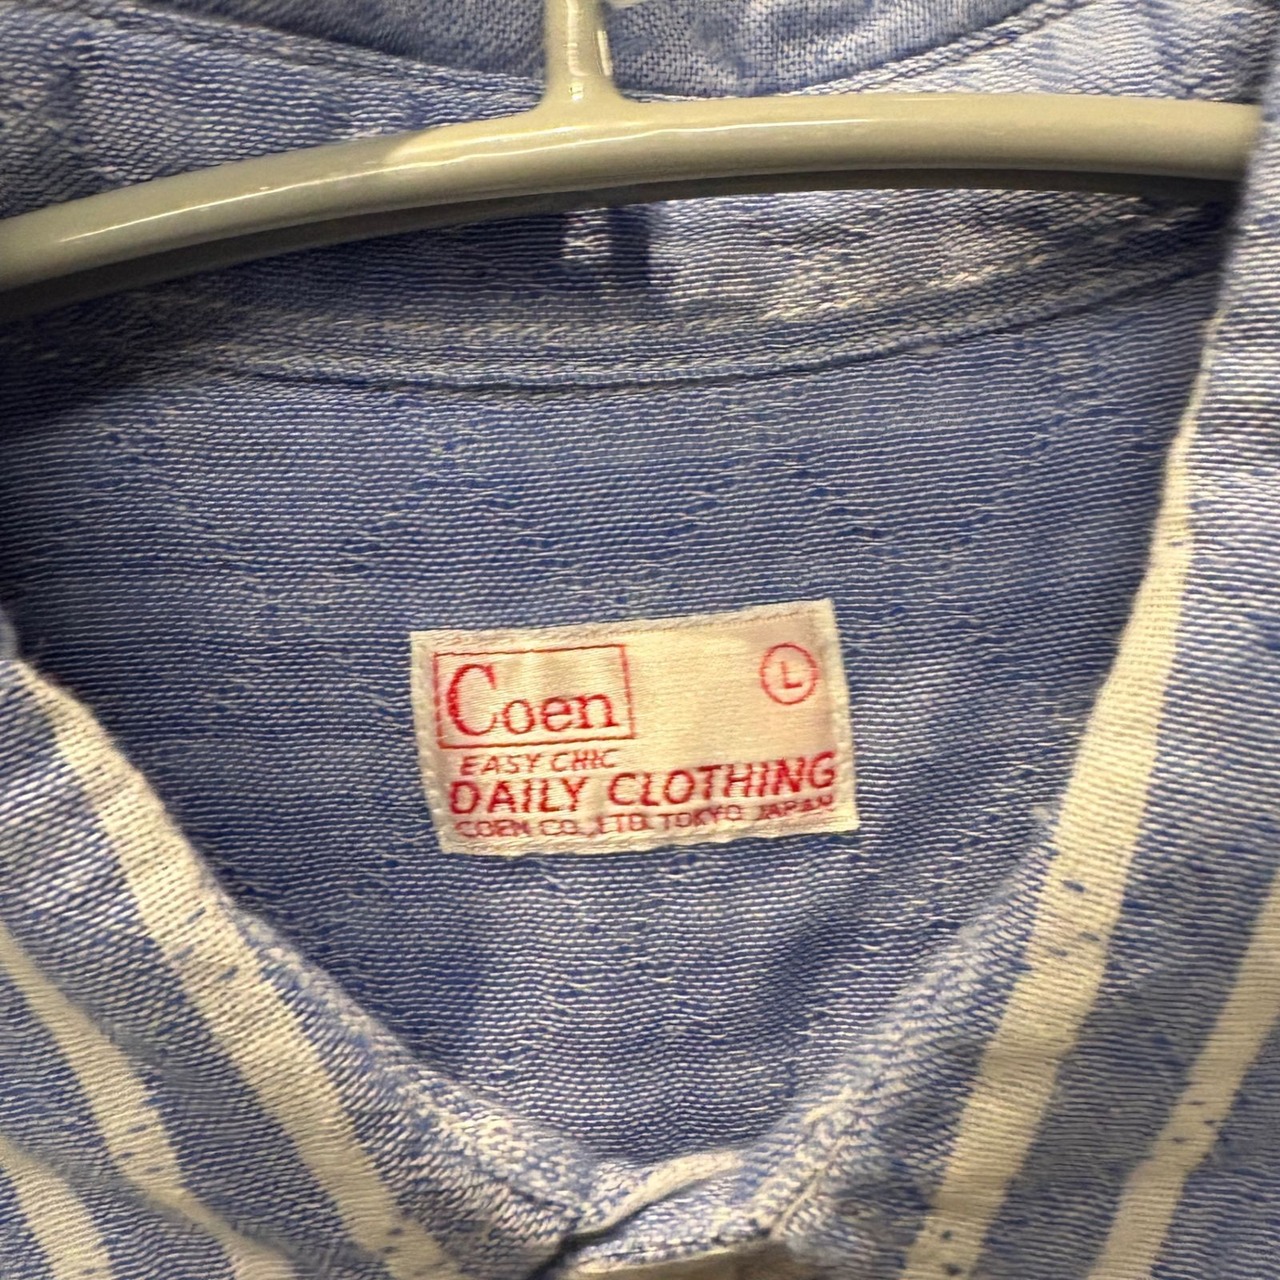 Coen
L
EASY CHIC
DAILY CLOTHING
COEN CO., LTD. TOKYO JAPAN